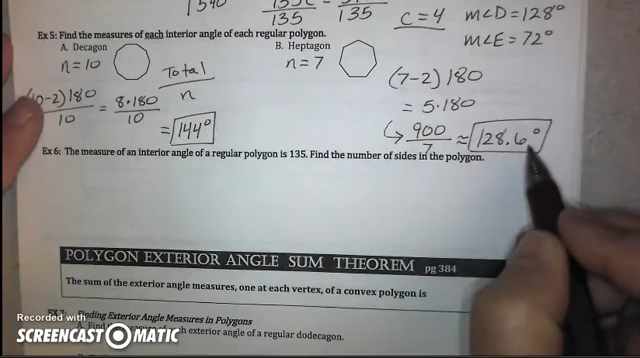 1540
135
135
C=4
m∠D=128°
m∠E=72°
Ex 5: Find the measures of each interior angle of each regular polygon.
A. Decagon
B. Heptagon
n=10
n=7
Total
n
(10-2)180
10
= 8·180
10
= 144°
(7-2)180
= 5·180
900
7
≈ 128.6°
Ex 6: The measure of an interior angle of a regular polygon is 135. Find the number of sides in the polygon.
POLYGON EXTERIOR ANGLE SUM THEOREM pg 384
The sum of the exterior angle measures, one at each vertex, of a convex polygon is
Finding Exterior Angle Measures in Polygons
exterior angle of a regular dodecagon.
Recorded with
SCREENCAST MATIC